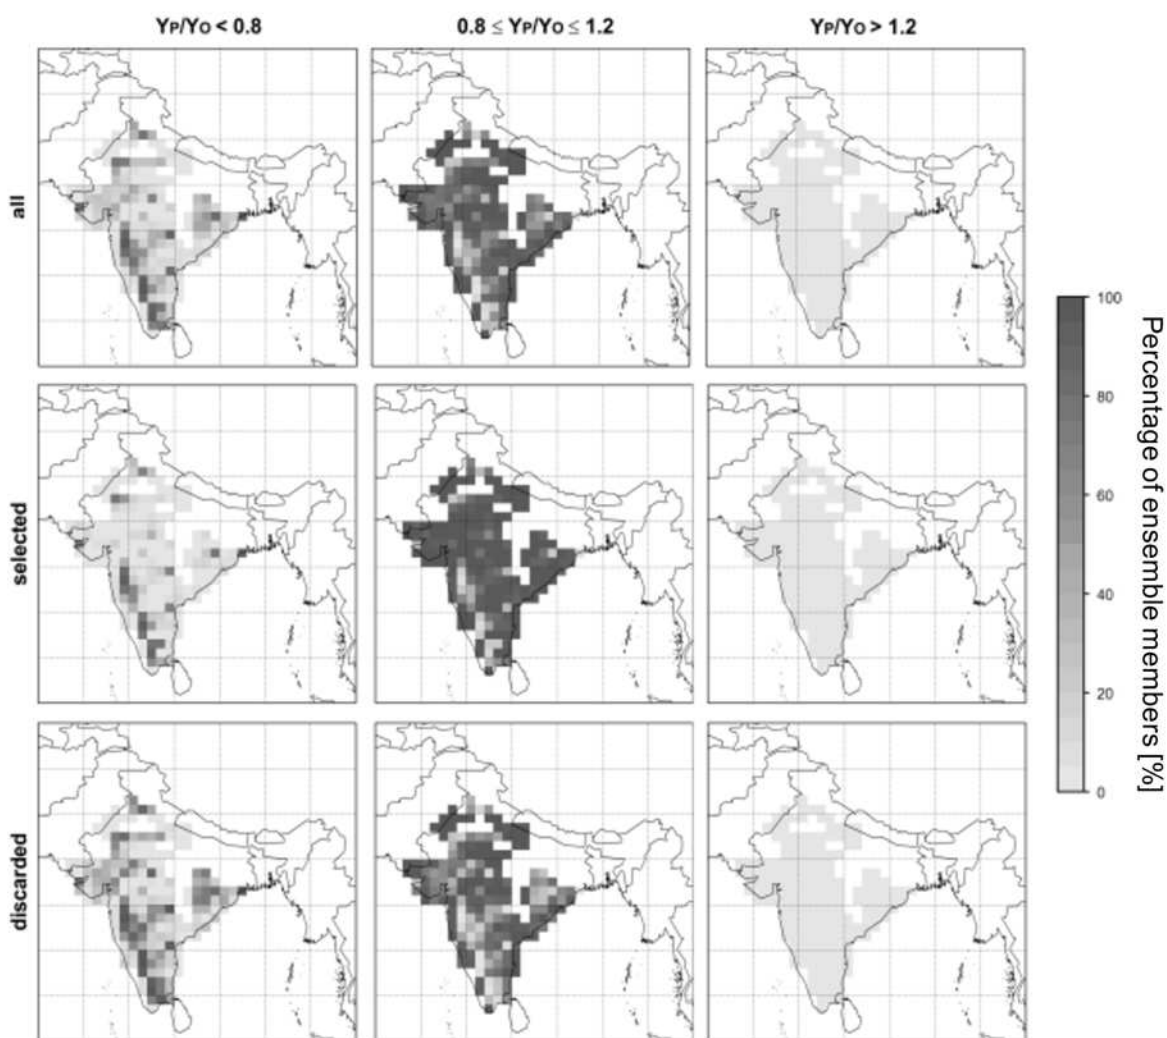 YP/YO < 0.8
0.8 ≤ YP/YO ≤ 1.2
YP/YO > 1.2
all
selected
discarded
100
80
60
40
20
0
Percentage of ensemble members [%]